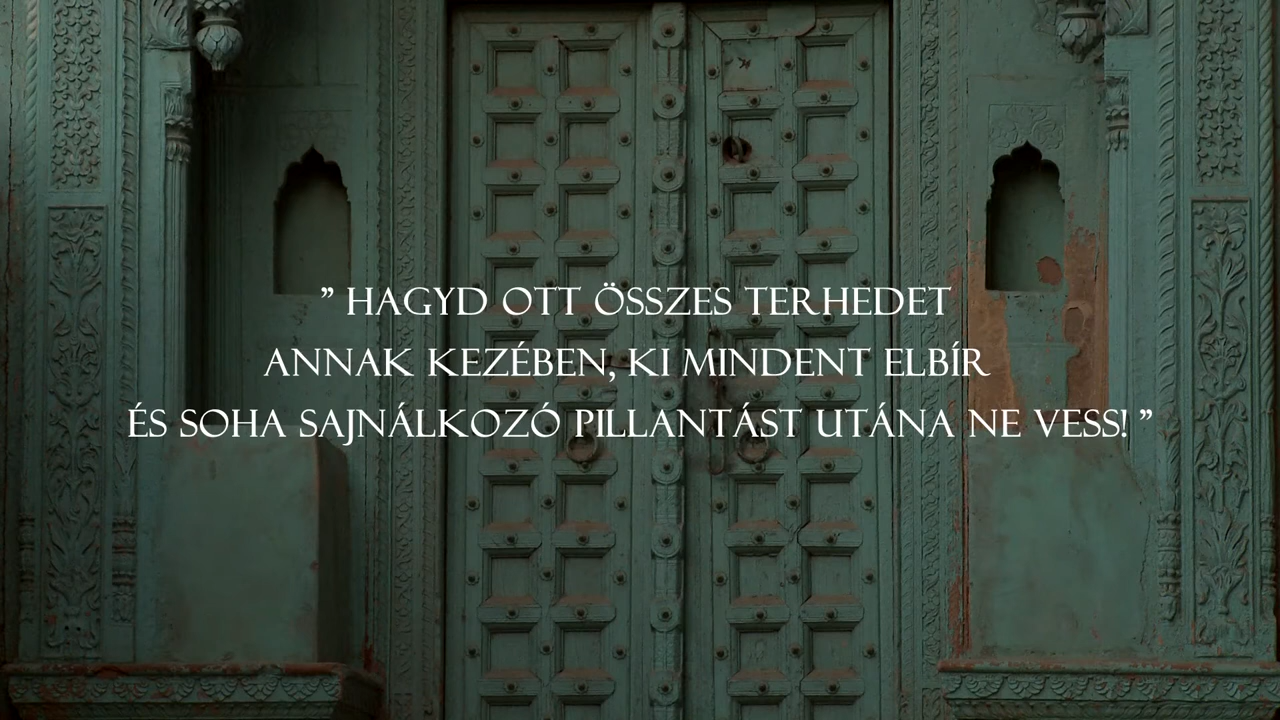 ” HAGYD OTT ÖSSZES TERHEDET
ANNAK KEZÉBEN, KI MINDENT ELBÍR
ÉS SOHA SAJNÁLKOZÓ PILLANTÁST UTÁNA NE VESS! ”